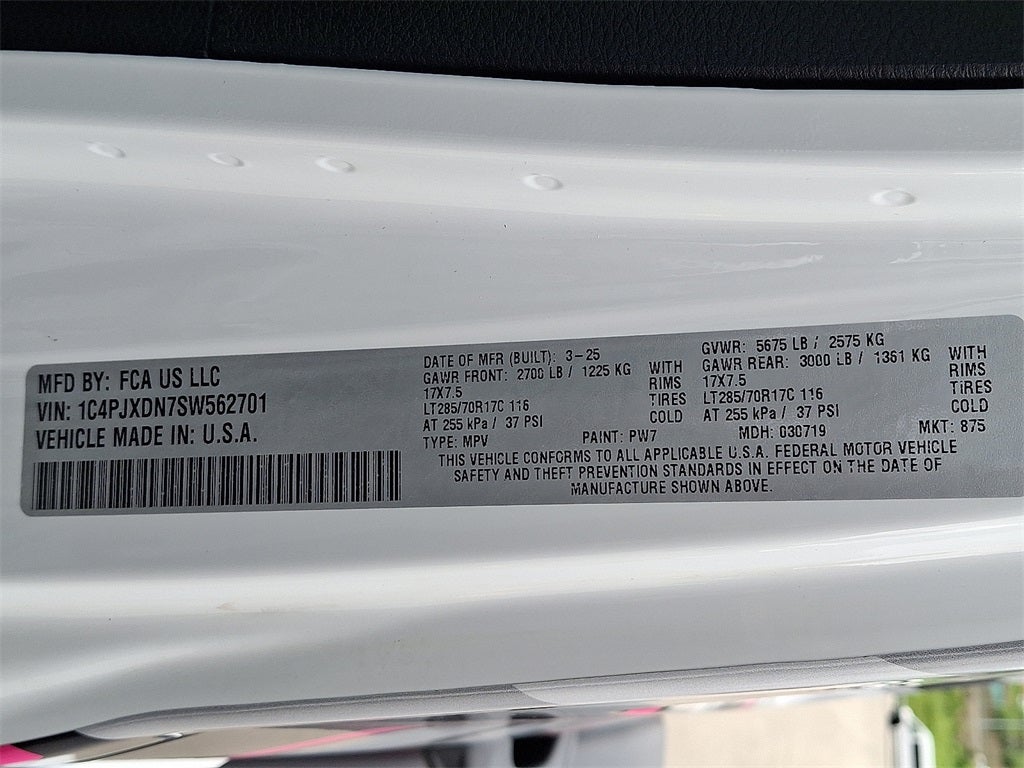 MFD BY: FCA US LLC
VIN: 1C4PJXDN7SW562701
VEHICLE MADE IN: U.S.A.
DATE OF MFR (BUILT): 3-25
GAWR FRONT: 2700 LB / 1225 KG
17X7.5
LT285/70R17C 116
AT 255 kPa / 37 PSI
WITH
RIMS
TIRES
COLD
GVWR: 5675 LB / 2575 KG
GAWR REAR: 3000 LB / 1361 KG
17X7.5
LT285/70R17C 116
AT 255 kPa / 37 PSI
WITH
RIMS
TIRES
COLD
TYPE: MPV PAINT: PW7 MDH: 030719 MKT: 875
THIS VEHICLE CONFORMS TO ALL APPLICABLE U.S.A. FEDERAL MOTOR VEHICLE
SAFETY AND THEFT PREVENTION STANDARDS IN EFFECT ON THE DATE OF
MANUFACTURE SHOWN ABOVE.